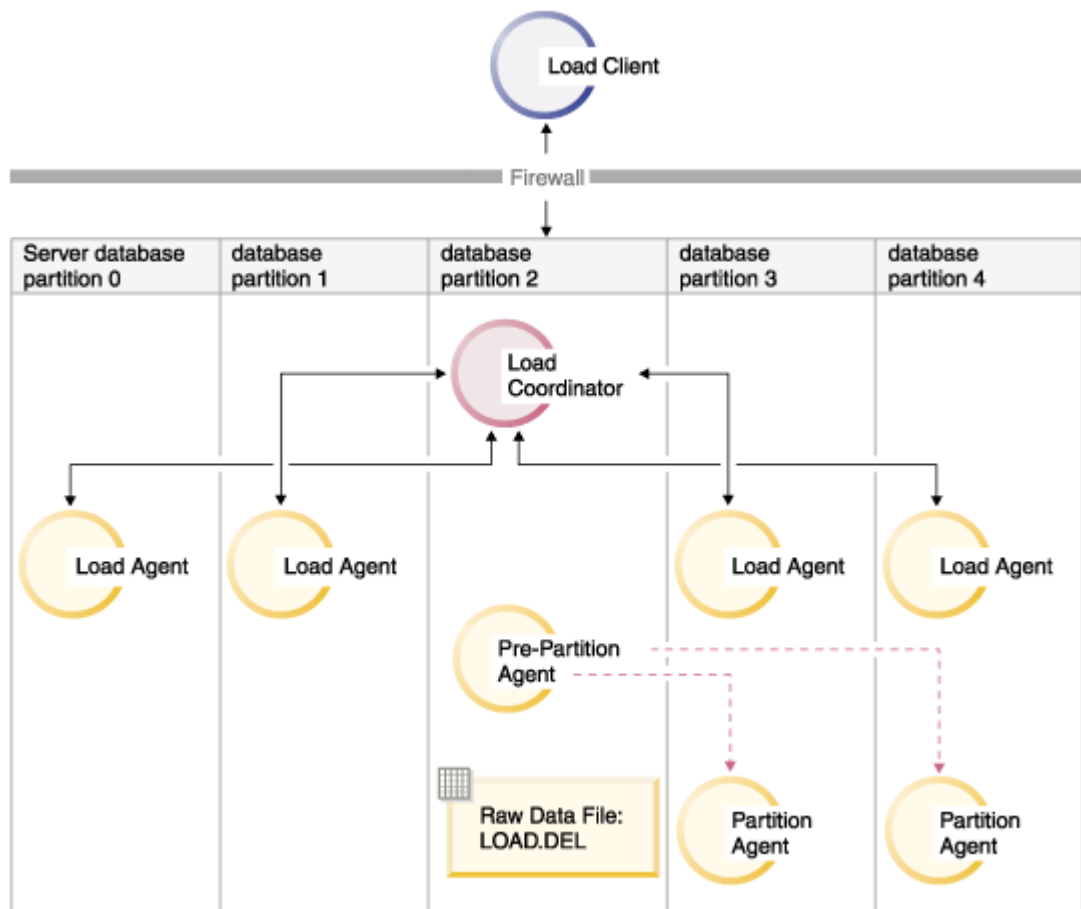 Load Client
Firewall
Server database
partition 0
database
partition 1
database
partition 2
database
partition 3
database
partition 4
Load
Coordinator
Load Agent
Load Agent
Load Agent
Load Agent
Pre-Partition
Agent
Raw Data File:
LOAD.DEL
Partition
Agent
Partition
Agent